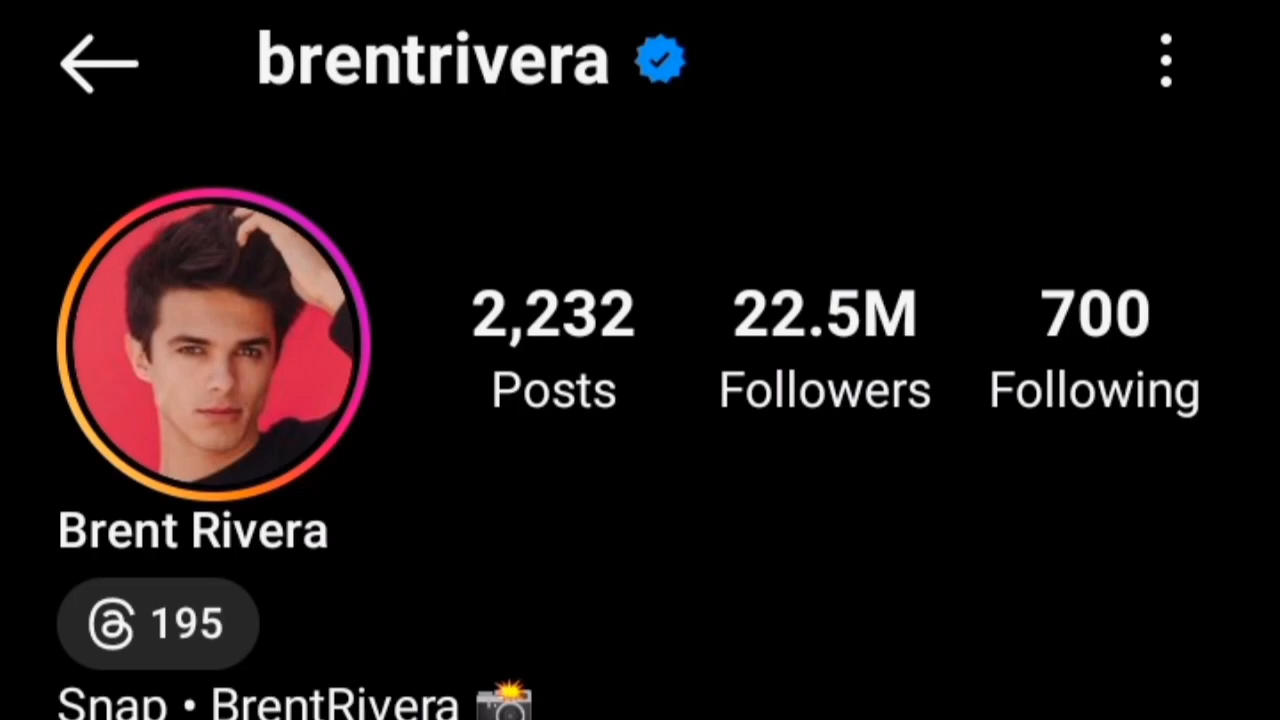 brentrivera
2,232 22.5M 700
Posts Followers Following
Brent Rivera
195
Snap • BrentRivera 📸